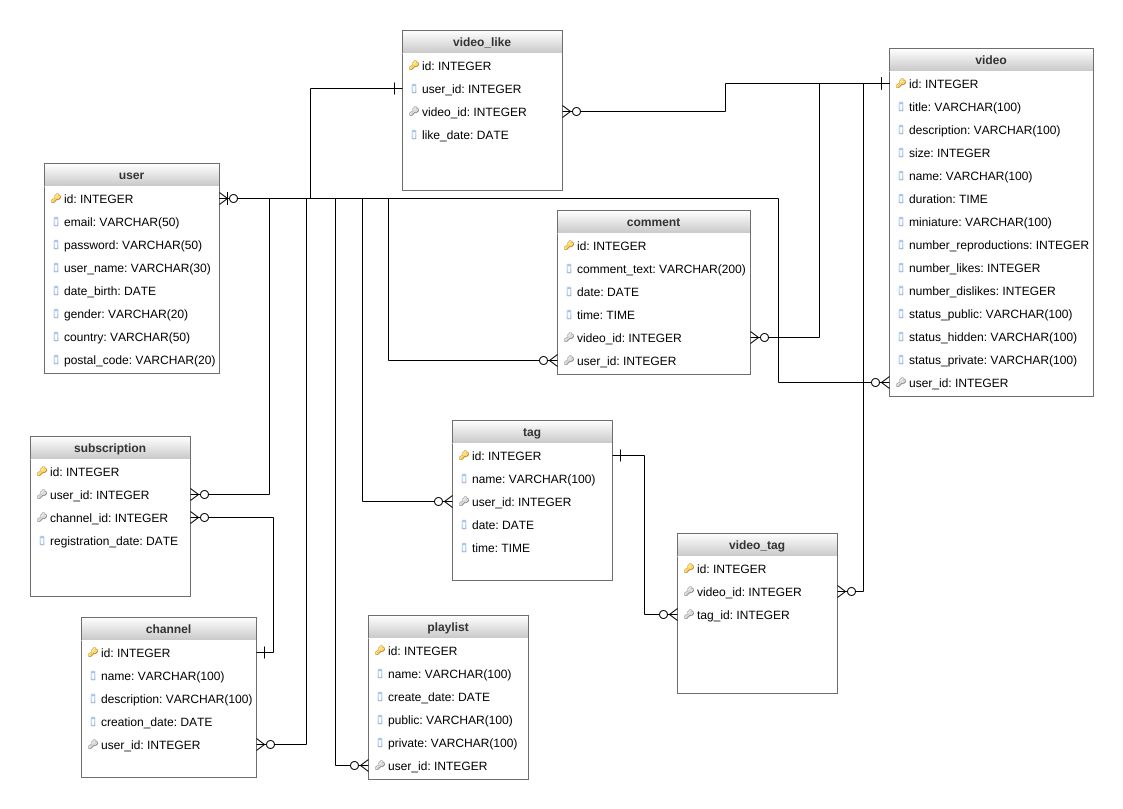 video_like
id: INTEGER
user_id: INTEGER
video_id: INTEGER
like_date: DATE
video
id: INTEGER
title: VARCHAR(100)
description: VARCHAR(100)
size: INTEGER
name: VARCHAR(100)
duration: TIME
miniature: VARCHAR(100)
number_reproductions: INTEGER
number_likes: INTEGER
number_dislikes: INTEGER
status_public: VARCHAR(100)
status_hidden: VARCHAR(100)
status_private: VARCHAR(100)
user_id: INTEGER
user
id: INTEGER
email: VARCHAR(50)
password: VARCHAR(50)
user_name: VARCHAR(30)
date_birth: DATE
gender: VARCHAR(20)
country: VARCHAR(50)
postal_code: VARCHAR(20)
comment
id: INTEGER
comment_text: VARCHAR(200)
date: DATE
time: TIME
video_id: INTEGER
user_id: INTEGER
subscription
id: INTEGER
user_id: INTEGER
channel_id: INTEGER
registration_date: DATE
tag
id: INTEGER
name: VARCHAR(100)
user_id: INTEGER
date: DATE
time: TIME
video_tag
id: INTEGER
video_id: INTEGER
tag_id: INTEGER
channel
id: INTEGER
name: VARCHAR(100)
description: VARCHAR(100)
creation_date: DATE
user_id: INTEGER
playlist
id: INTEGER
name: VARCHAR(100)
create_date: DATE
public: VARCHAR(100)
private: VARCHAR(100)
user_id: INTEGER